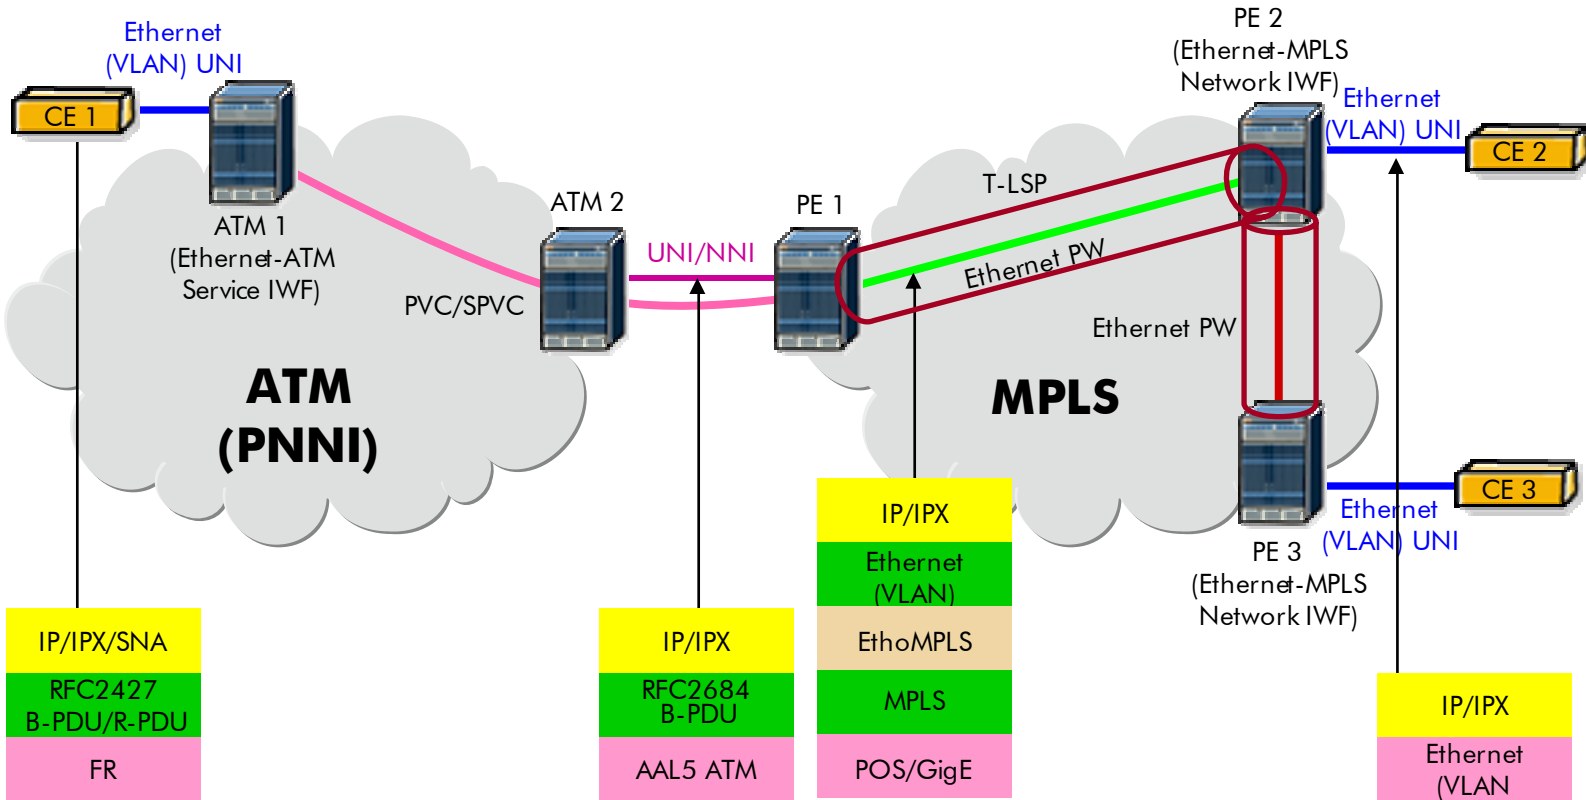 Ethernet
(VLAN) UNI
CE 1
ATM 1
(Ethernet-ATM
Service IWF)
PVC/SPVC
ATM
(PNNI)
ATM 2
UNI/NNI
PE 1
T-LSP
Ethernet PW
PE 2
(Ethernet-MPLS
Network IWF)
Ethernet
(VLAN) UNI
CE 2
Ethernet PW
MPLS
CE 3
Ethernet
(VLAN) UNI
PE 3
(Ethernet-MPLS
Network IWF)
IP/IPX/SNA
RFC2427
B-PDU/R-PDU
FR
IP/IPX
RFC2684
B-PDU
AAL5 ATM
IP/IPX
Ethernet
(VLAN)
EthoMPLS
MPLS
POS/GigE
IP/IPX
Ethernet
(VLAN